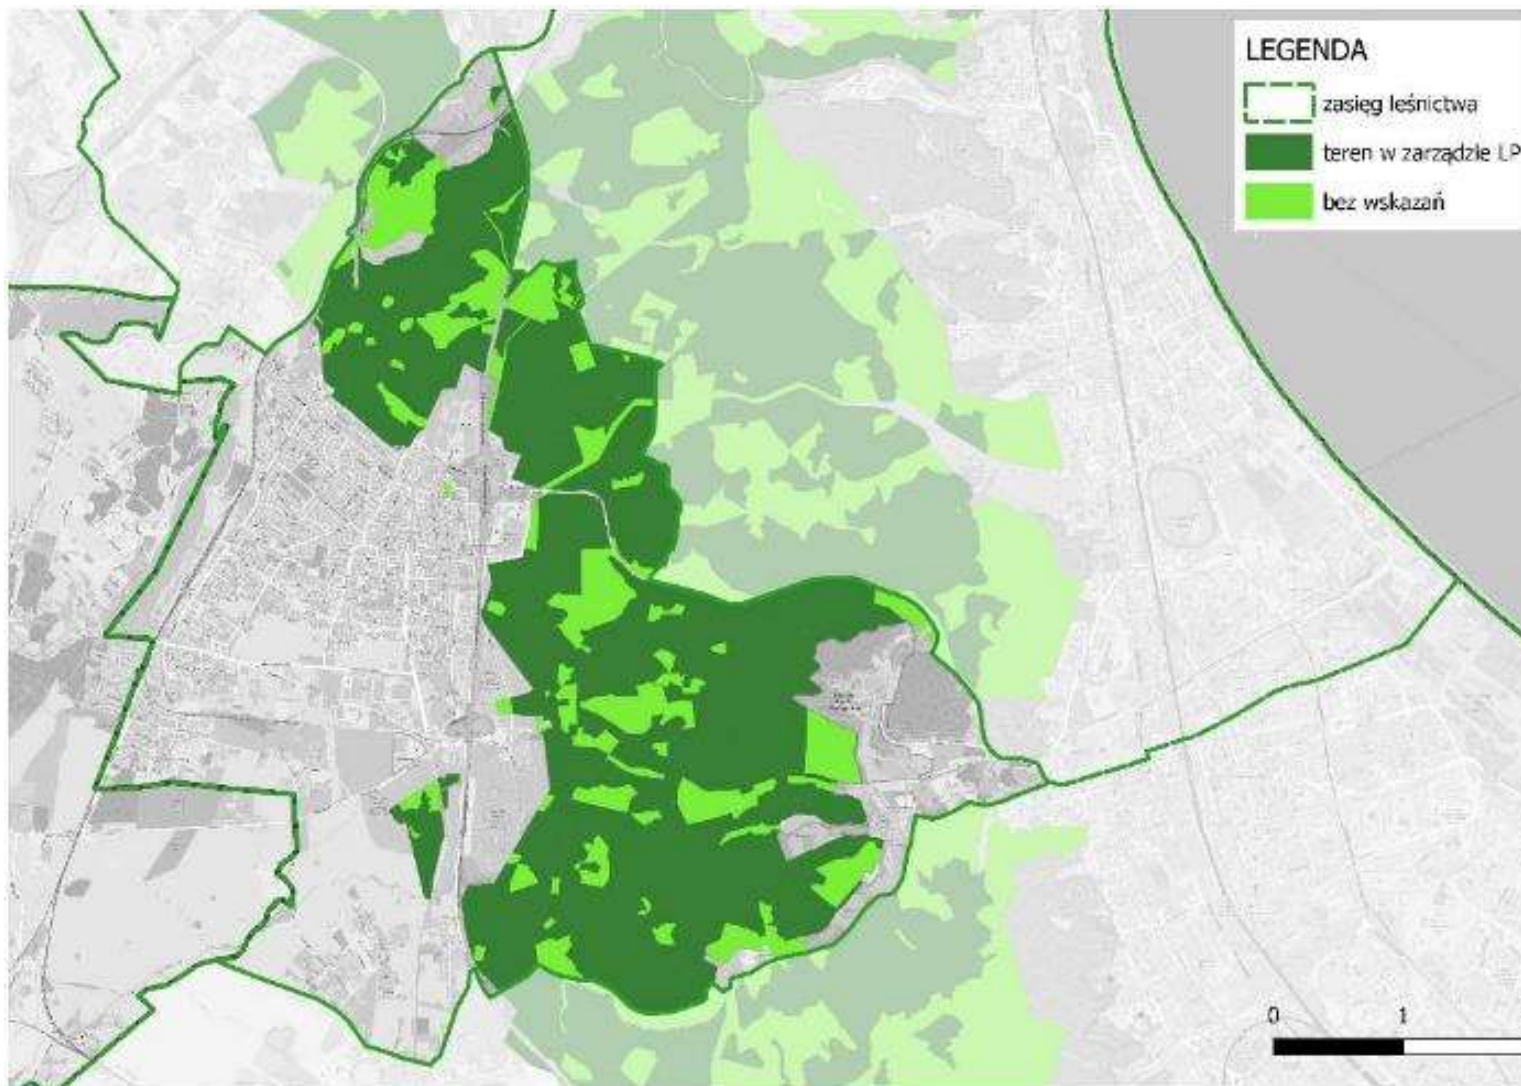 LEGENDA
zasięg leśnictwa
teren w zarządzie LP
bez wskazań
0 1